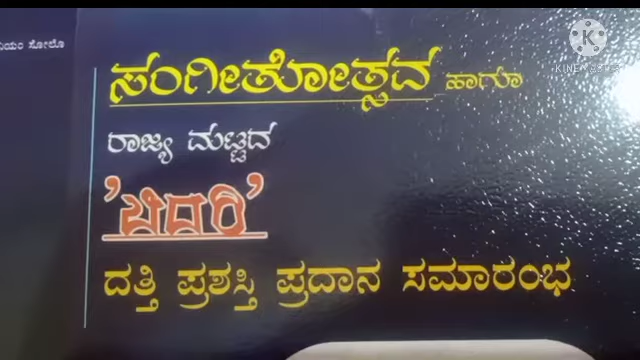 ನಿಯಂ ಸೋಲೊ
ಸಂಗೀತೋತ್ಸವ ಹಾಗೂ
ರಾಜ್ಯ ಮಟ್ಟದ
'ಬಿದರಿ'
ದತ್ತಿ ಪ್ರಶಸ್ತಿ ಪ್ರದಾನ ಸಮಾರಂಭ